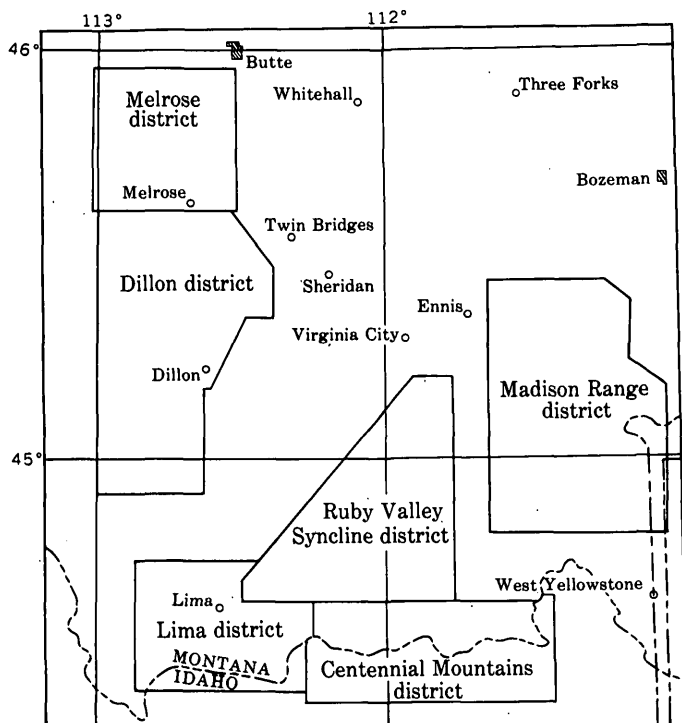 113°
112°
46°
Butte
Whitehall
Three Forks
Melrose
district
Bozeman
Melrose
Twin Bridges
Dillon district
Sheridan
Ennis
Virginia City
Dillon
Madison Range
district
45°
Ruby Valley
Syncline district
West Yellowstone
Lima
Lima district
MONTANA
IDAHO
Centennial Mountains
district